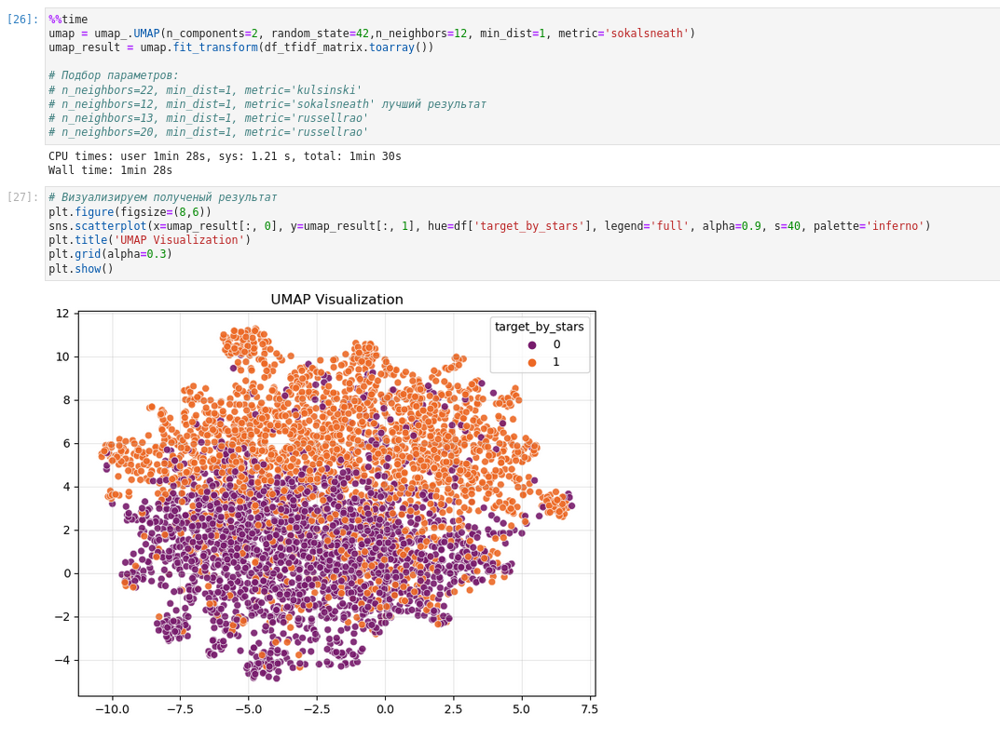 [26]: %%time
umap = umap_.UMAP(n_components=2, random_state=42,n_neighbors=12, min_dist=1, metric='sokalsneath')
umap_result = umap.fit_transform(df_tfidf_matrix.toarray())
# Подбор параметров:
# n_neighbors=22, min_dist=1, metric='kulsinski'
# n_neighbors=12, min_dist=1, metric='sokalsneath' лучший результат
# n_neighbors=13, min_dist=1, metric='russellrao'
# n_neighbors=20, min_dist=1, metric='russellrao'
CPU times: user 1min 28s, sys: 1.21 s, total: 1min 30s
Wall time: 1min 28s
[27]: # Визуализируем полученый результат
plt.figure(figsize=(8,6))
sns.scatterplot(x=umap_result[:, 0], y=umap_result[:, 1], hue=df['target_by_stars'], legend='full', alpha=0.9, s=40, palette='inferno')
plt.title('UMAP Visualization')
plt.grid(alpha=0.3)
plt.show()
UMAP Visualization
target_by_stars
0
1
12
10
8
6
4
2
0
−2
−4
−10.0 −7.5 −5.0 −2.5 0.0 2.5 5.0 7.5